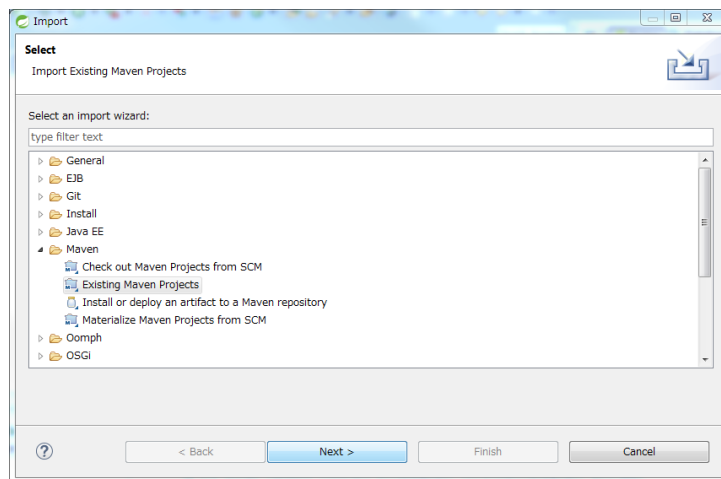 Import
Select
Import Existing Maven Projects
Select an import wizard:
type filter text
General
EJB
Git
Install
Java EE
Maven
Check out Maven Projects from SCM
Existing Maven Projects
Install or deploy an artifact to a Maven repository
Materialize Maven Projects from SCM
Oomph
OSGi
? < Back Next > Finish Cancel